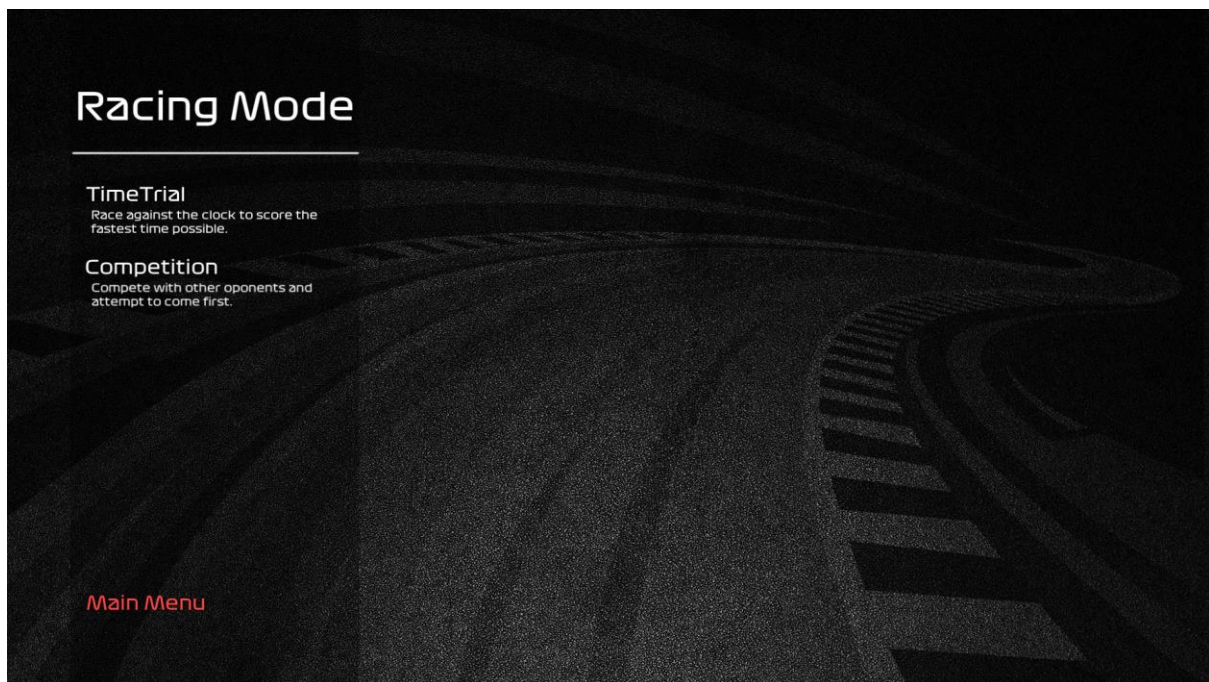 Racing Mode
TimeTrial
Race against the clock to score the
fastest time possible.
Competition
Compete with other oponents and
attempt to come first.
Main Menu